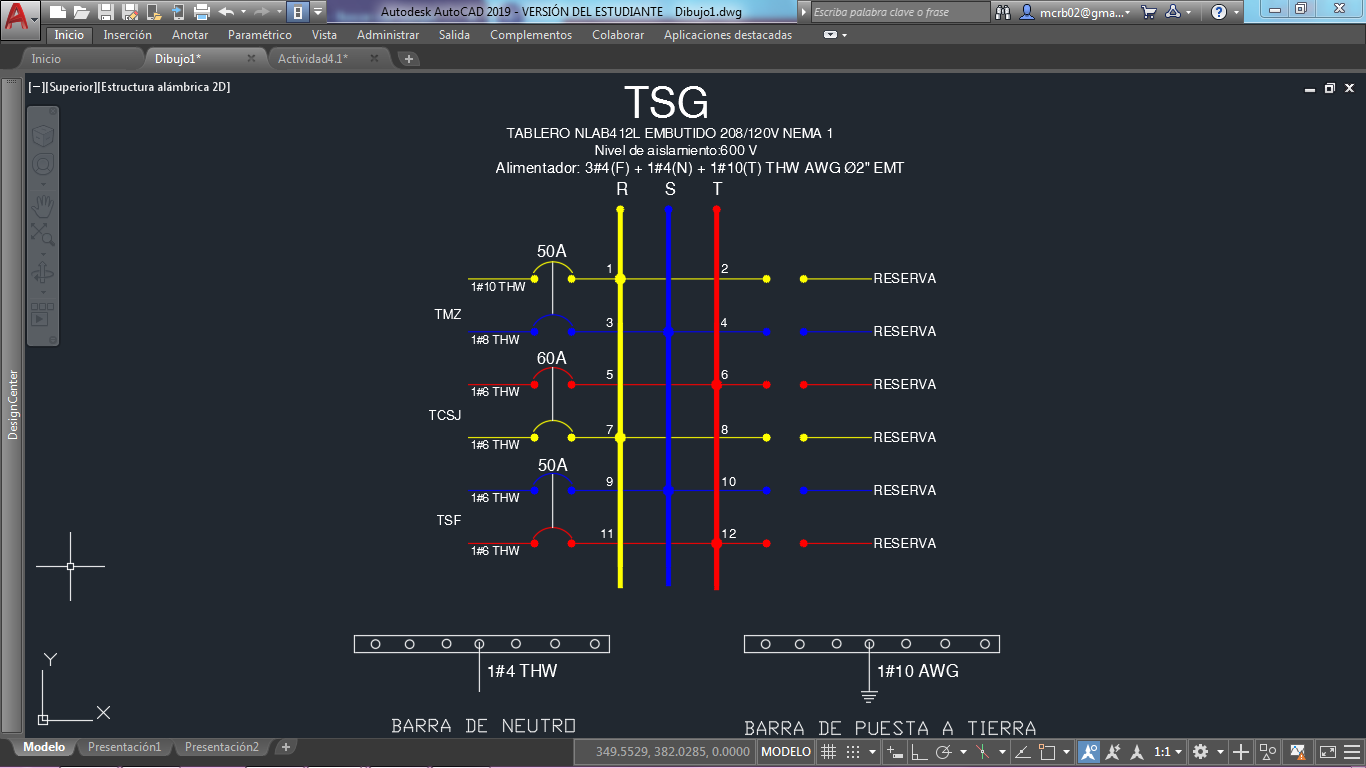 Autodesk AutoCAD 2019 - VERSIÓN DEL ESTUDIANTE Dibujo1.dwg
Escriba palabra clave o frase
mcrb02@gma...
Inicio Inserción Anotar Paramétrico Vista Administrar Salida Complementos Colaborar Aplicaciones destacadas
Inicio Dibujo1* Actividad4.1*
[−][Superior][Estructura alámbrica 2D]
DesignCenter
TSG
TABLERO NLAB412L EMBUTIDO 208/120V NEMA 1
Nivel de aislamiento:600 V
Alimentador: 3#4(F) + 1#4(N) + 1#10(T) THW AWG Ø2" EMT
R S T
50A
1 2 RESERVA
1#10 THW
TMZ
3 4 RESERVA
1#8 THW
60A
5 6 RESERVA
1#6 THW
TCSJ
7 8 RESERVA
1#6 THW
50A
9 10 RESERVA
1#6 THW
TSF
11 12 RESERVA
1#6 THW
1#4 THW 1#10 AWG
BARRA DE NEUTRO BARRA DE PUESTA A TIERRA
Y
X
Modelo Presentación1 Presentación2
349.5529, 382.0285, 0.0000 MODELO 1:1